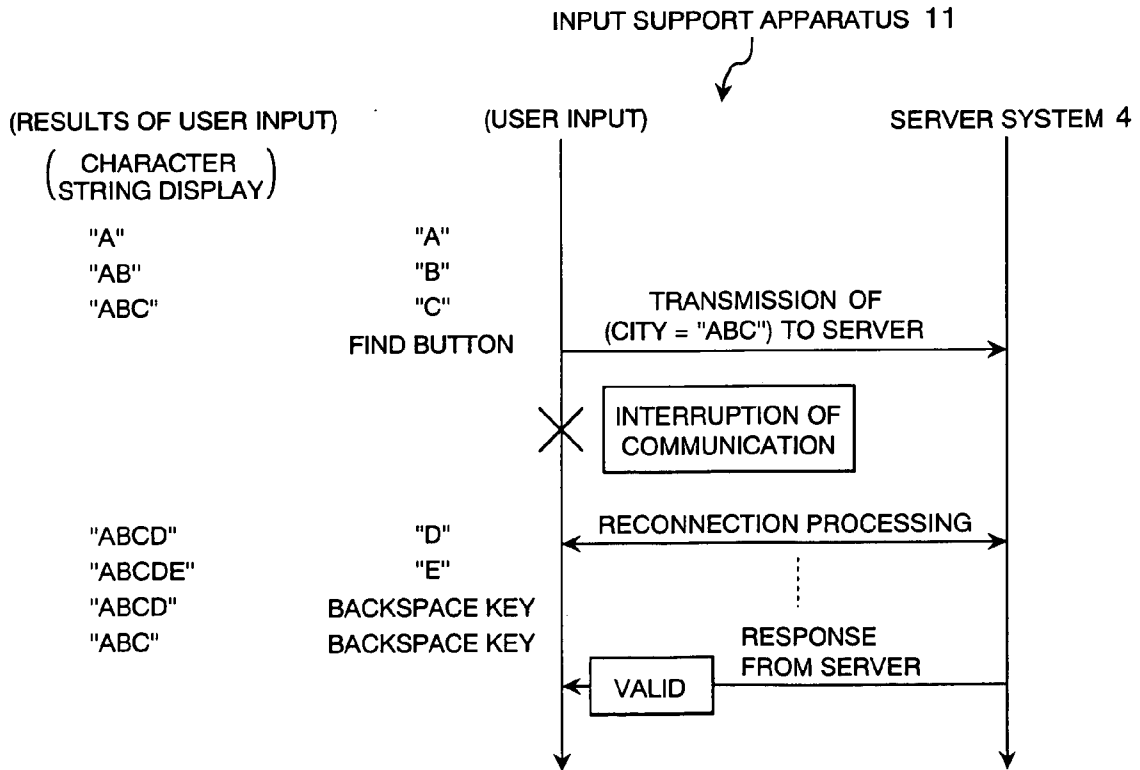 INPUT SUPPORT APPARATUS 11
(RESULTS OF USER INPUT) (USER INPUT) SERVER SYSTEM 4
(CHARACTER
STRING DISPLAY)
"A" "A"
"AB" "B"
"ABC" "C"
FIND BUTTON
TRANSMISSION OF
(CITY = "ABC") TO SERVER
INTERRUPTION OF
COMMUNICATION
RECONNECTION PROCESSING
"ABCD" "D"
"ABCDE" "E"
"ABCD" BACKSPACE KEY
"ABC" BACKSPACE KEY
RESPONSE
FROM SERVER
VALID